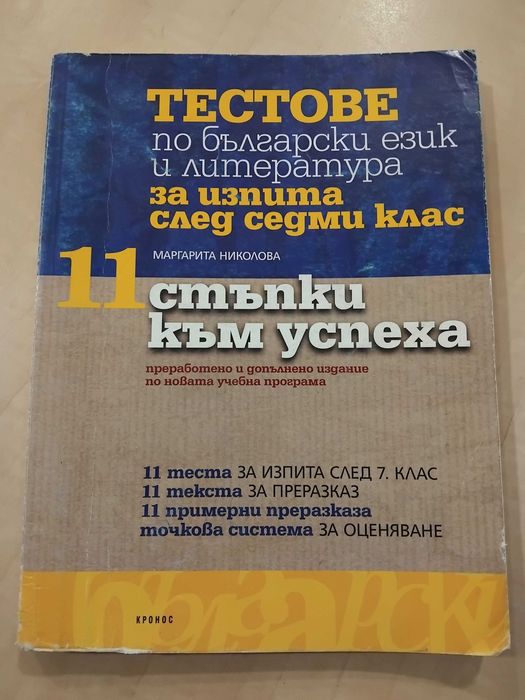 ТЕСТОВЕ
по български език
и литература
за изпита
след седми клас
МАРГАРИТА НИКОЛОВА
11 стъпки
към успеха
преработено и допълнено издание
по новата учебна програма
11 теста ЗА ИЗПИТА СЛЕД 7. КЛАС
11 текста ЗА ПРЕРАЗКАЗ
11 примерни преразказа
точкова система ЗА ОЦЕНЯВАНЕ
български
КРОНОС